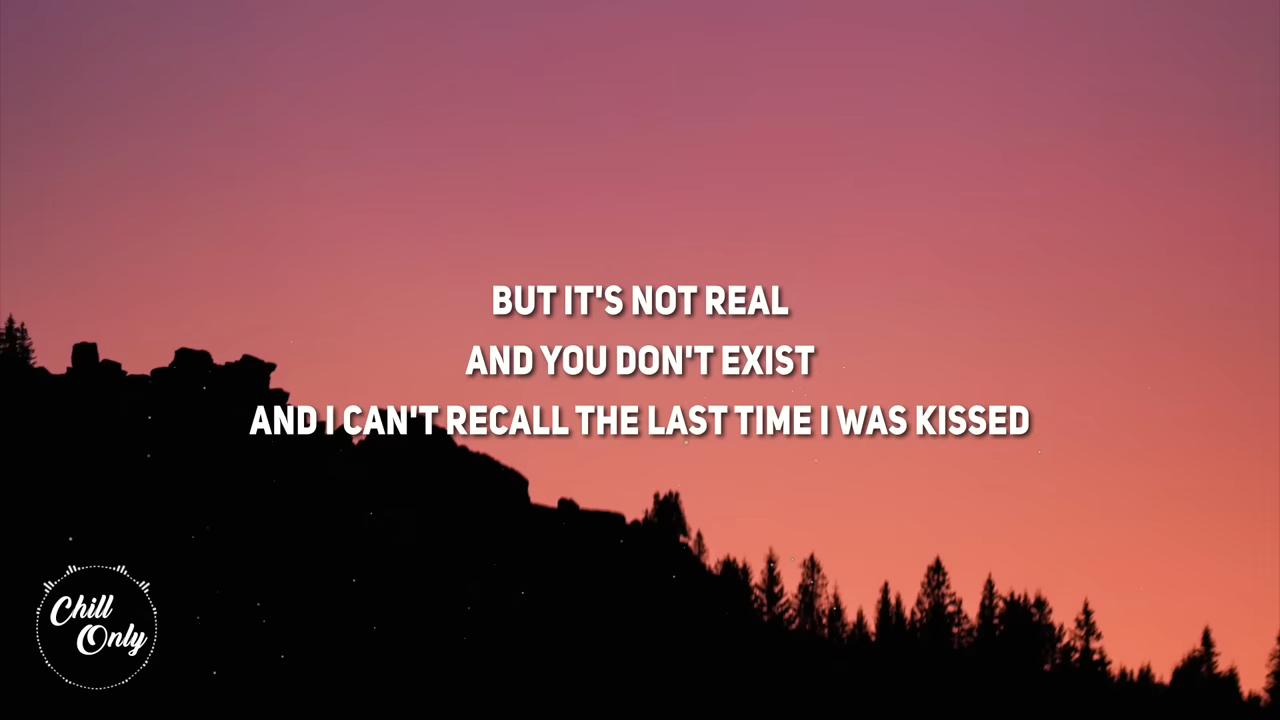 BUT IT'S NOT REAL
AND YOU DON'T EXIST
AND I CAN'T RECALL THE LAST TIME I WAS KISSED
Chill
Only